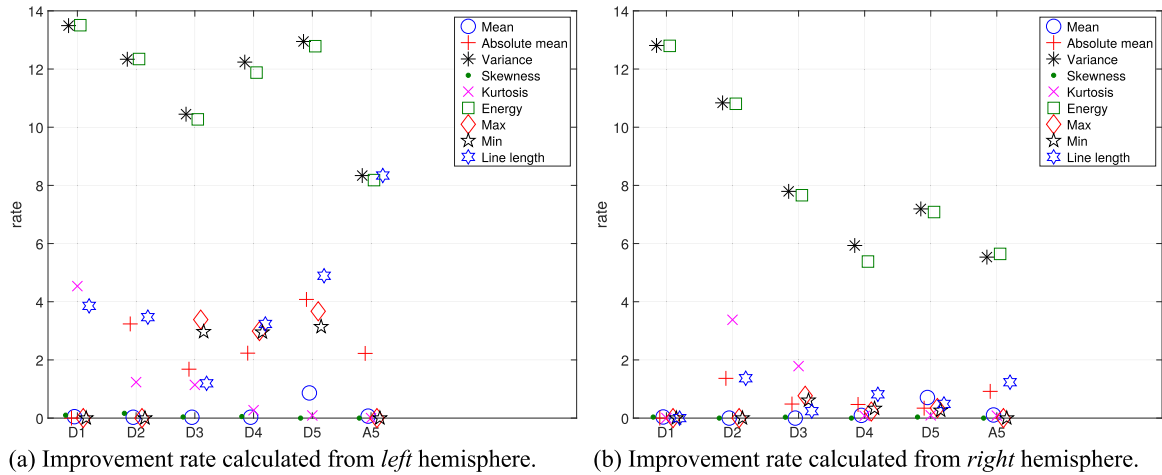 14
12
10
8
6
4
2
0
rate
D1 D2 D3 D4 D5 A5
Mean
Absolute mean
Variance
Skewness
Kurtosis
Energy
Max
Min
Line length
(a) Improvement rate calculated from left hemisphere.
14
12
10
8
6
4
2
0
rate
D1 D2 D3 D4 D5 A5
Mean
Absolute mean
Variance
Skewness
Kurtosis
Energy
Max
Min
Line length
(b) Improvement rate calculated from right hemisphere.